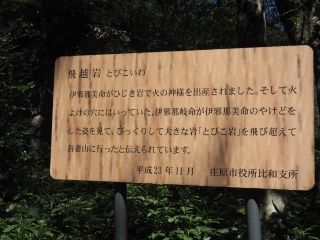 飛越岩 とびこいわ
伊邪那美命がひじき岩で火の神様を出産されました。そして火
よけの穴にはいっていた。伊邪那岐命が伊邪那美命のやけどを
した姿を見て、びっくりして大きな岩「とびこ岩」を飛び超えて
吾妻山に行ったと伝えられています。
平成23年11月 庄原市役所比和支所